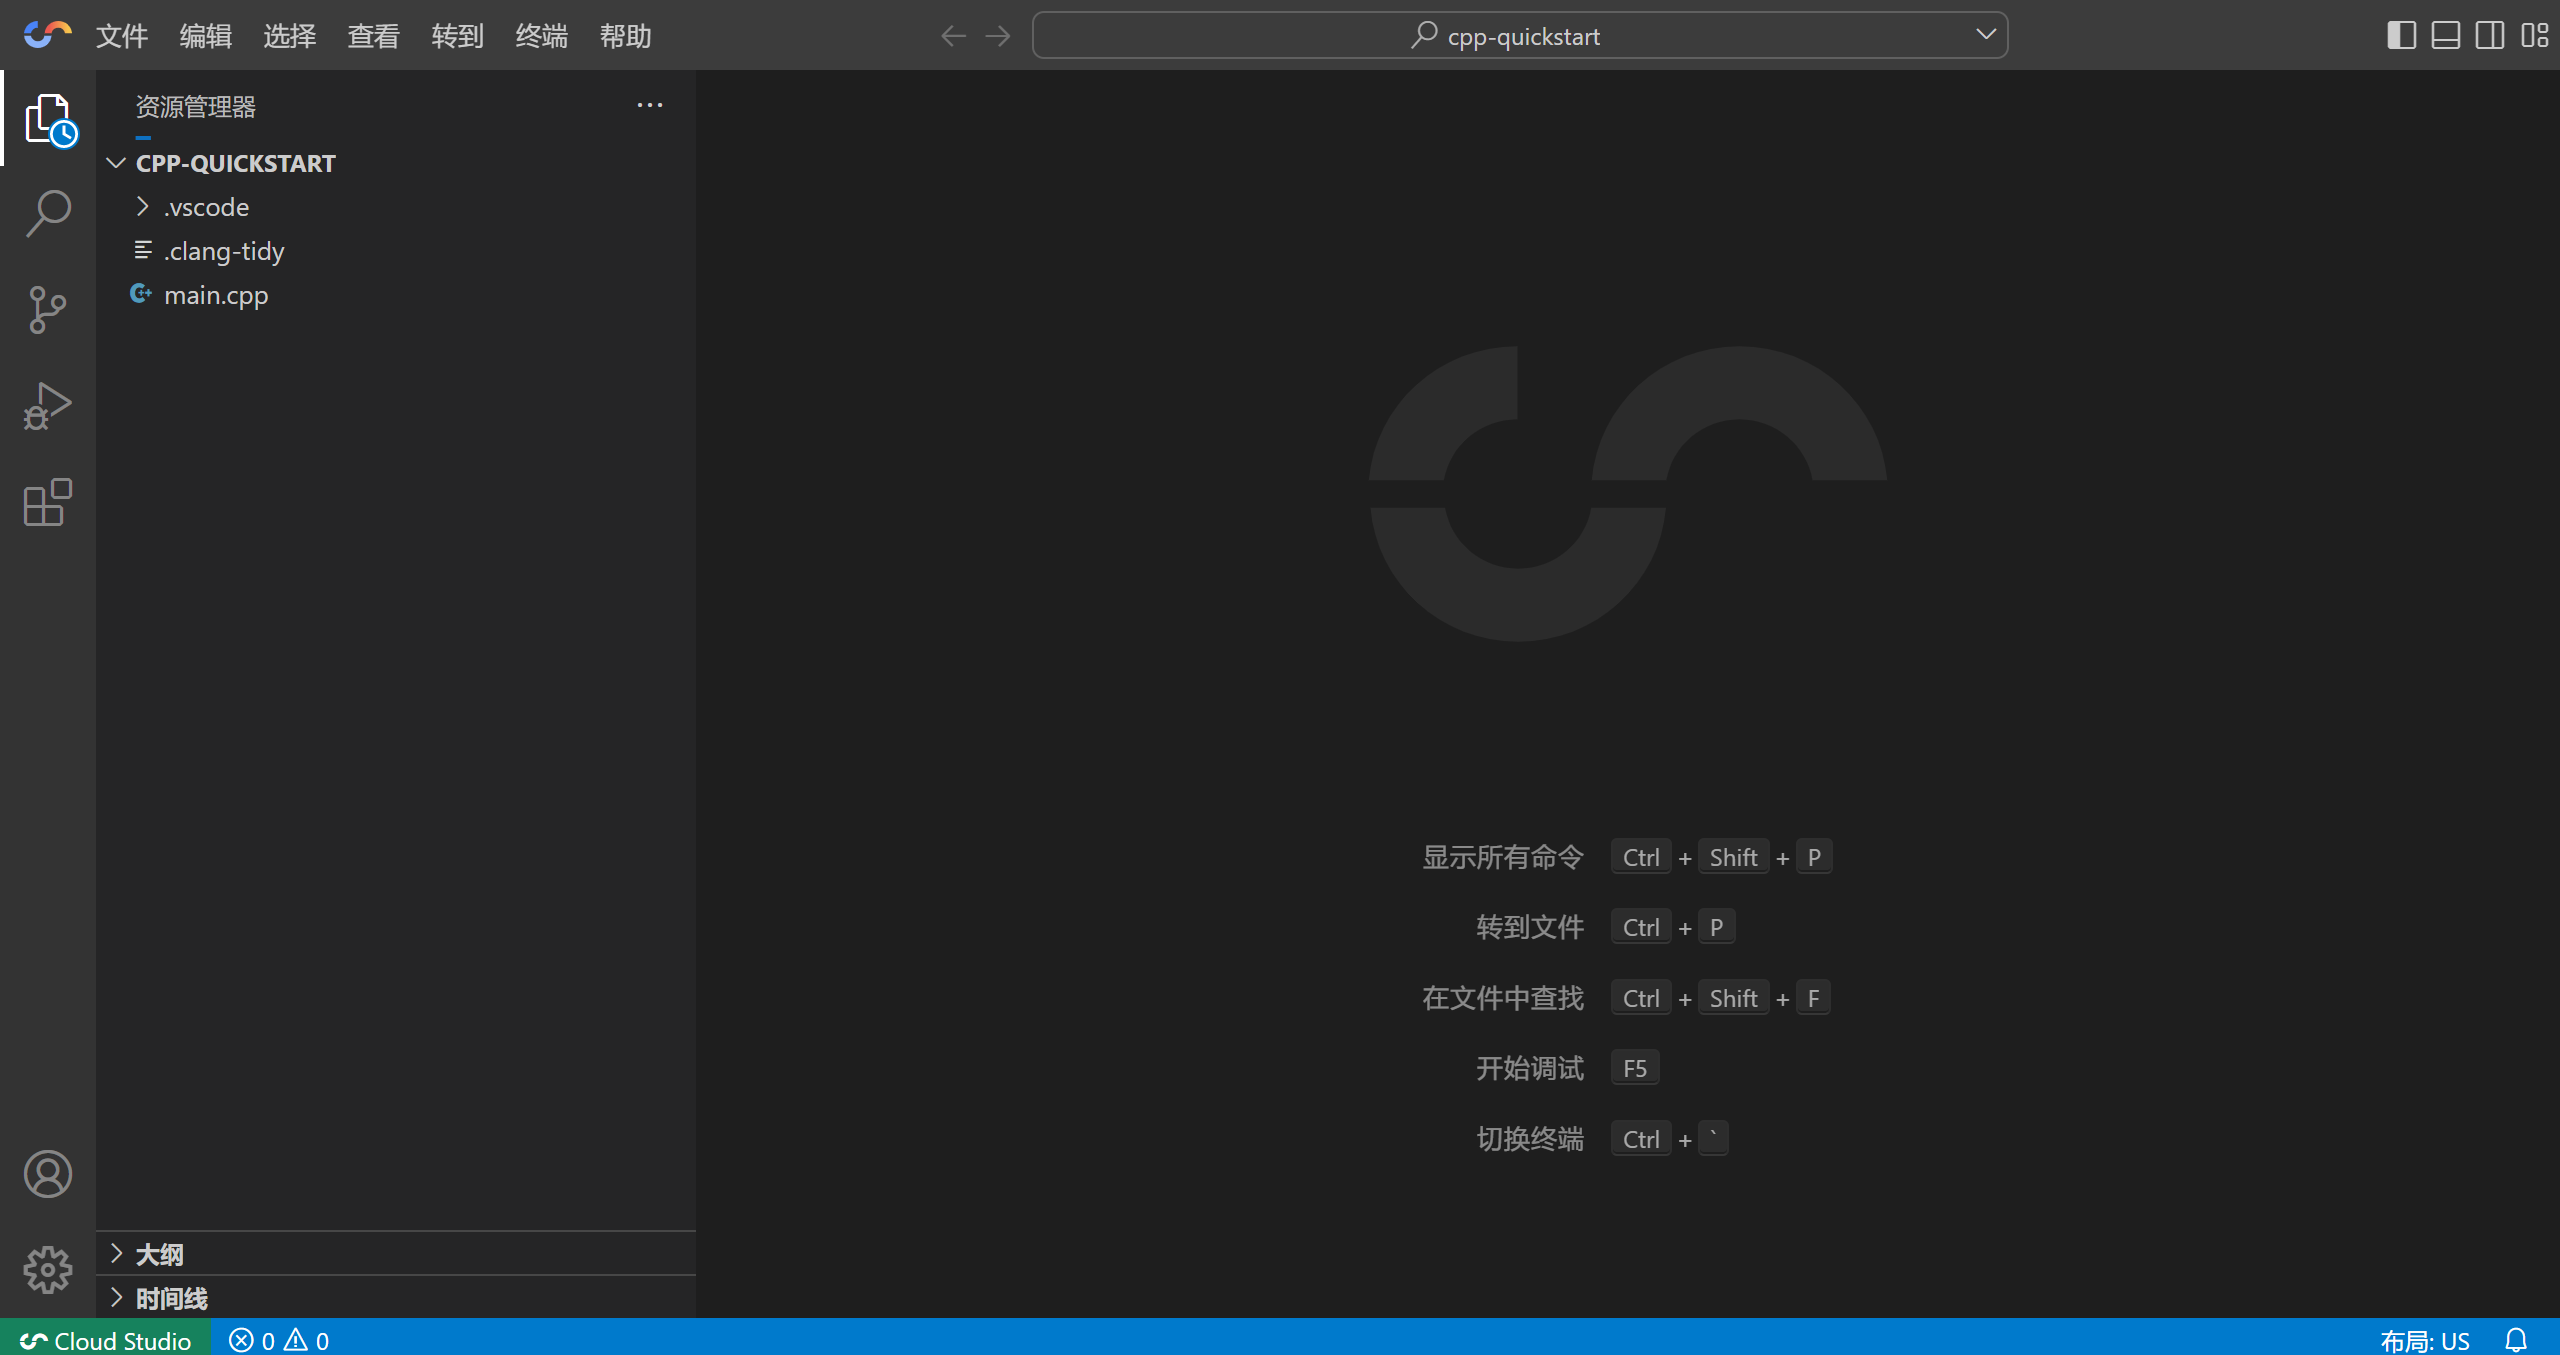 文件 编辑 选择 查看 转到 终端 帮助
cpp-quickstart
资源管理器
CPP-QUICKSTART
.vscode
.clang-tidy
main.cpp
显示所有命令 Ctrl + Shift + P
转到文件 Ctrl + P
在文件中查找 Ctrl + Shift + F
开始调试 F5
切换终端 Ctrl + `
大纲
时间线
Cloud Studio 0 0 布局: US